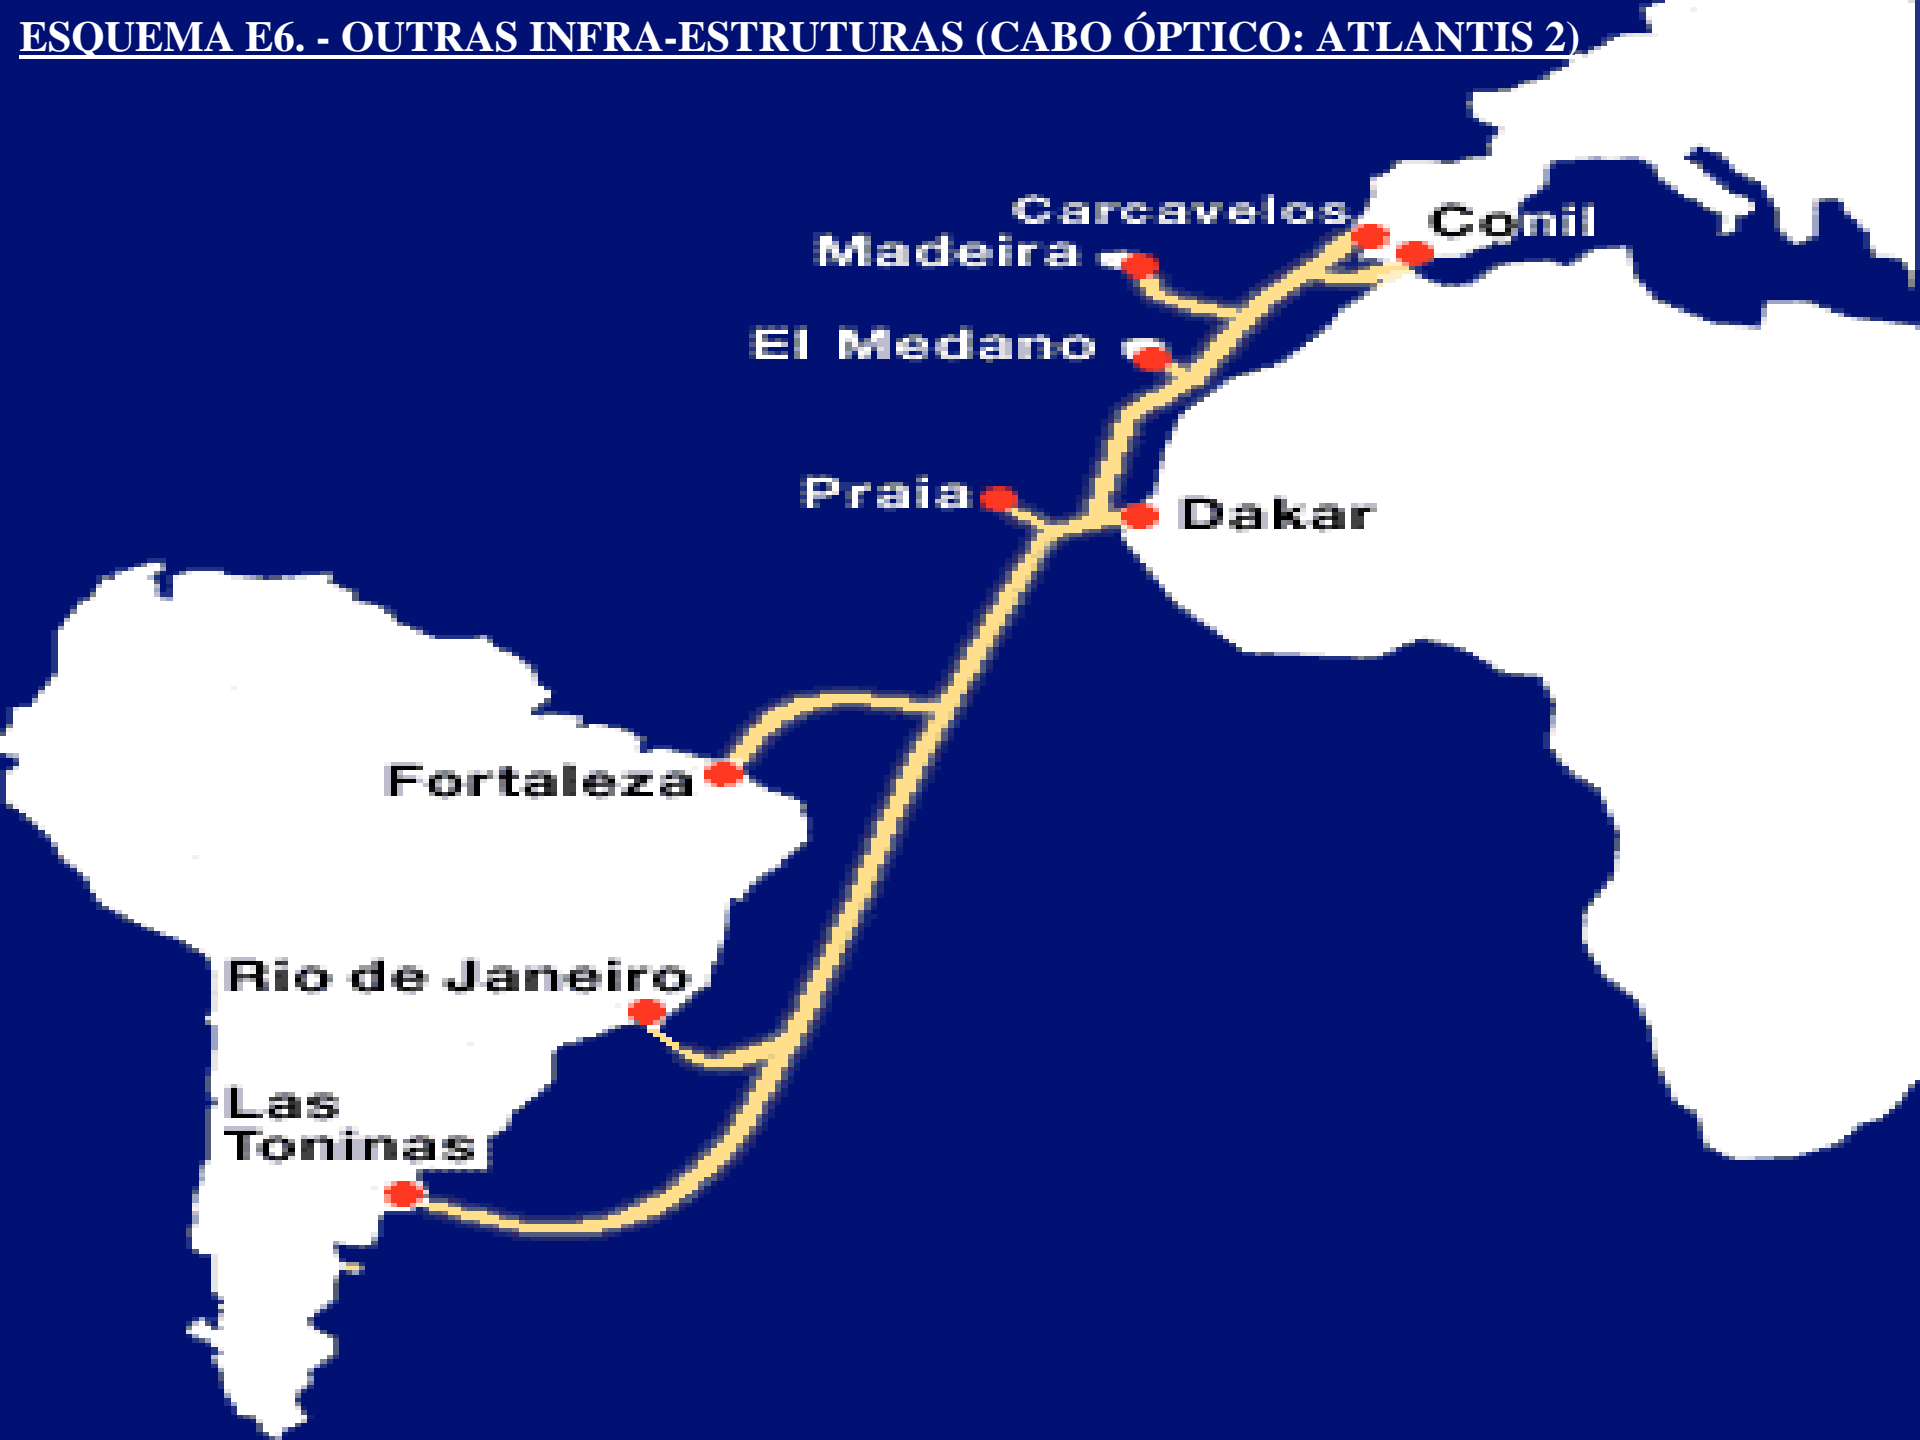 ESQUEMA E6. - OUTRAS INFRA-ESTRUTURAS (CABO ÓPTICO: ATLANTIS 2)
Carcavelos
Conil
Madeira
El Medano
Praia
Dakar
Fortaleza
Rio de Janeiro
Las
Toninas